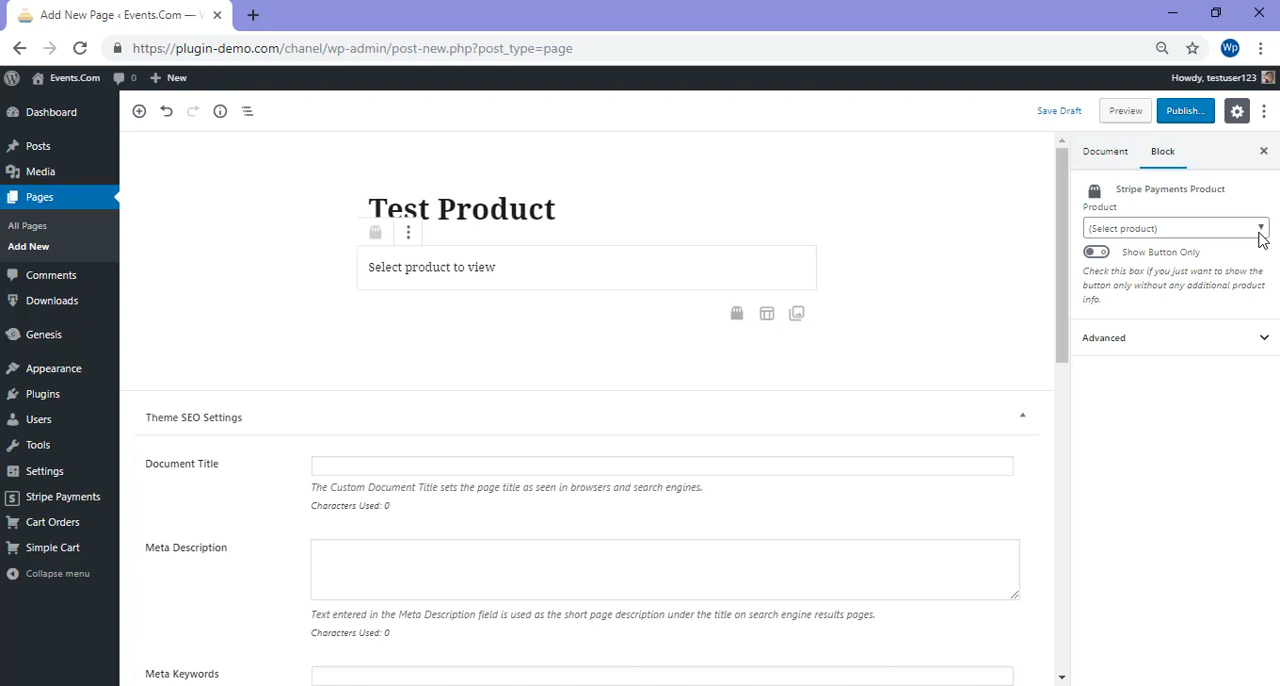 Add New Page ‹ Events.Com — W
https://plugin-demo.com/chanel/wp-admin/post-new.php?post_type=page
Wp
Events.Com
0
New
Howdy, testuser123
Dashboard
Posts
Media
Pages
All Pages
Add New
Comments
Downloads
Genesis
Appearance
Plugins
Users
Tools
Settings
Stripe Payments
Cart Orders
Simple Cart
Collapse menu
Save Draft
Preview
Publish...
Test Product
Select product to view
Theme SEO Settings
Document Title
The Custom Document Title sets the page title as seen in browsers and search engines.
Characters Used: 0
Meta Description
Text entered in the Meta Description field is used as the short page description under the title on search engine results pages.
Characters Used: 0
Meta Keywords
Document
Block
Stripe Payments Product
Product
(Select product)
Show Button Only
Check this box if you just want to show the
button only without any additional product
info.
Advanced